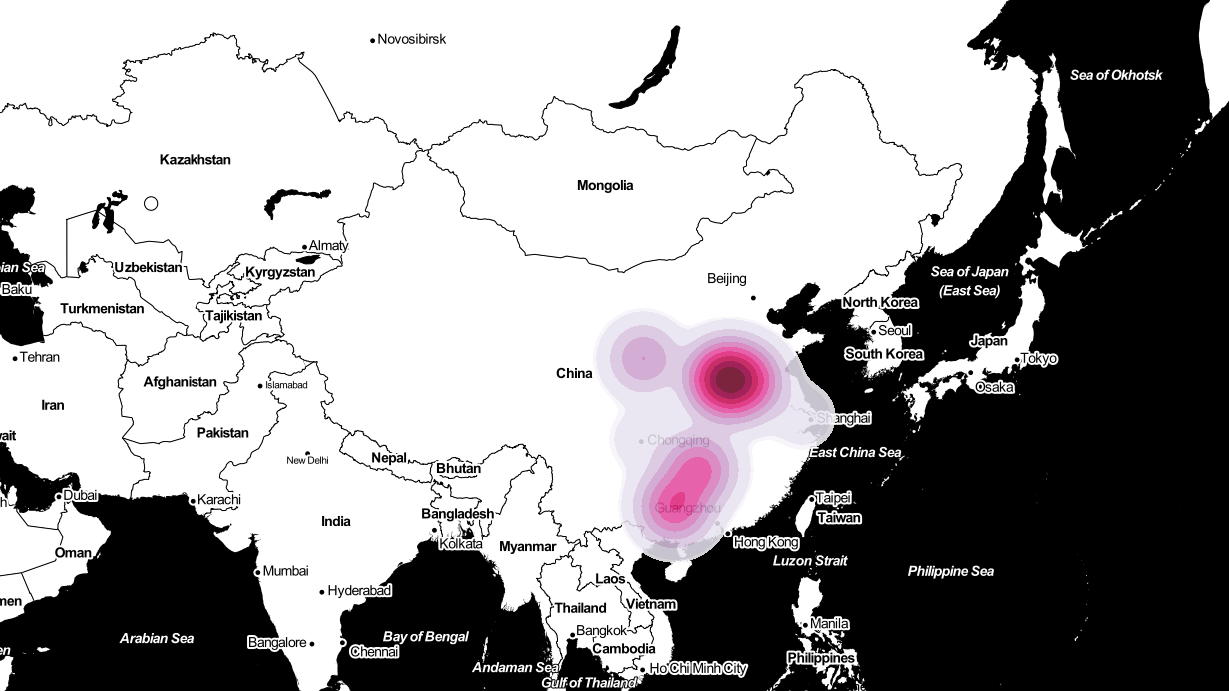 Novosibirsk
Sea of Okhotsk
Kazakhstan
Mongolia
Almaty
Uzbekistan
Kyrgyzstan
ian Sea
Baku
Beijing
Sea of Japan
(East Sea)
Turkmenistan
Tajikistan
North Korea
Seoul
South Korea
Japan
Tokyo
Tehran
Osaka
China
Afghanistan
Islamabad
Iran
Shanghai
Pakistan
wait
Chongqing
East China Sea
New Delhi
Nepal
Bhutan
Dubai
Karachi
Taipei
Taiwan
Guangzhou
Bangladesh
India
Kolkata
Hong Kong
Myanmar
Oman
Luzon Strait
Philippine Sea
Mumbai
Laos
Hyderabad
men
Thailand
Vietnam
Manila
Bangkok
Arabian Sea
Bay of Bengal
Bangalore
Chennai
Cambodia
en
Philippines
Andaman Sea
Ho Chi Minh City
Gulf of Thailand